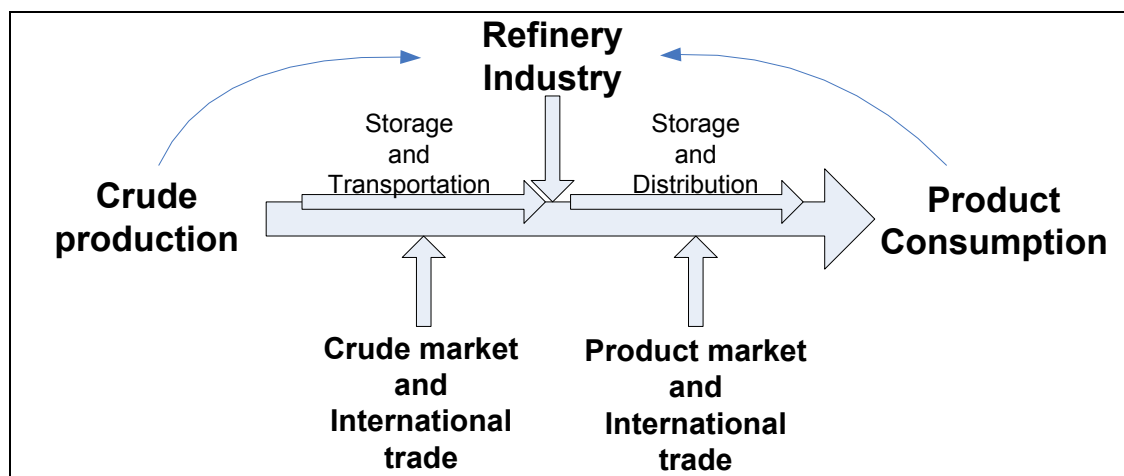 Refinery
Industry
Storage
and
Transportation
Storage
and
Distribution
Crude
production
Product
Consumption
Crude market
and
International
trade
Product market
and
International
trade